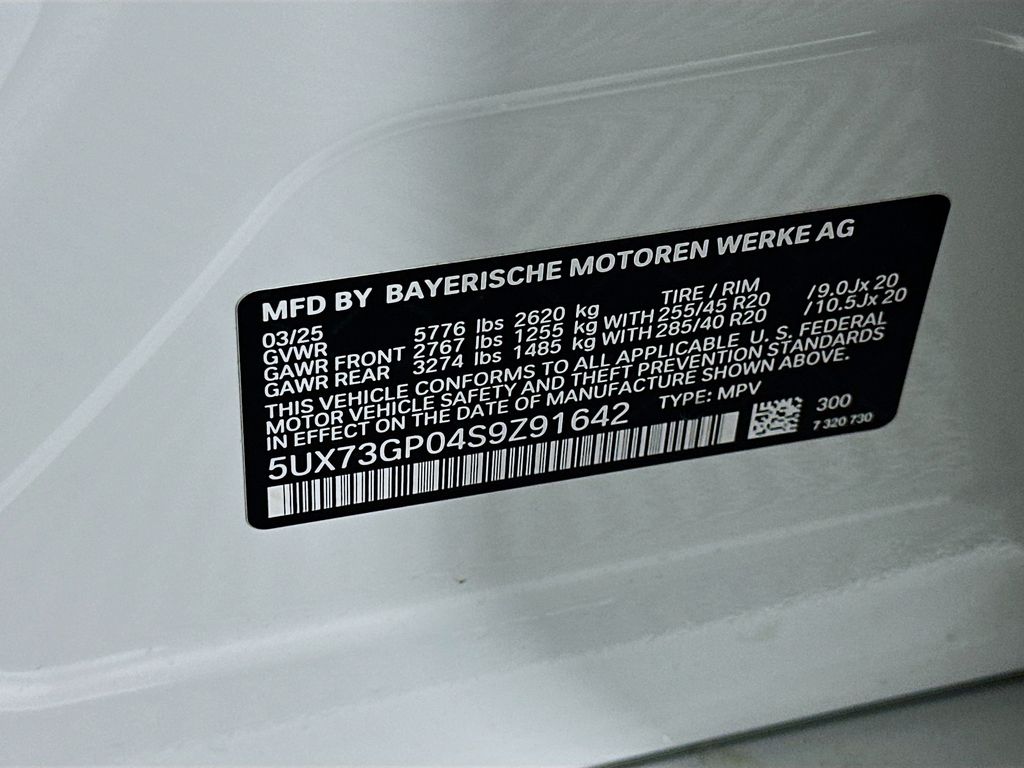 MFD BY BAYERISCHE MOTOREN WERKE AG
03/25 TIRE / RIM
GVWR 5776 lbs 2620 kg
GAWR FRONT 2767 lbs 1255 kg WITH 255/45 R20 /9.0Jx 20
GAWR REAR 3274 lbs 1485 kg WITH 285/40 R20 /10.5Jx 20
THIS VEHICLE CONFORMS TO ALL APPLICABLE U. S. FEDERAL
MOTOR VEHICLE SAFETY AND THEFT PREVENTION STANDARDS
IN EFFECT ON THE DATE OF MANUFACTURE SHOWN ABOVE.
5UX73GP04S9Z91642 TYPE: MPV
300
7 320 730